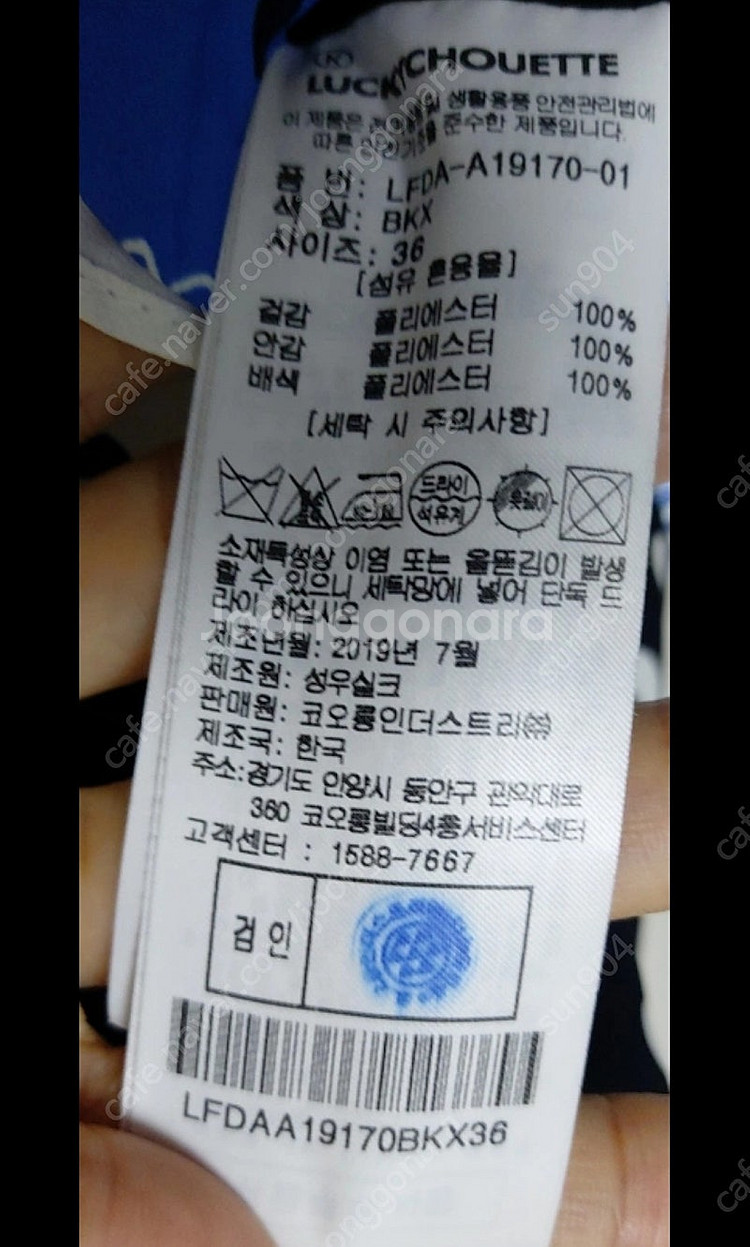 LUCKYCHOUETTE
이 제품은 전기용품 및 생활용품 안전관리법에
따른 안전기준을 준수한 제품입니다.
품 번: LFDA-A19170-01
색 상: BKX
사이즈: 36
[섬유 혼용율]
겉감 폴리에스터 100%
안감 폴리에스터 100%
배색 폴리에스터 100%
[세탁 시 주의사항]
드라이
석유계
옷걸이
소재특성상 이염 또는 올뜯김이 발생
할 수 있으니 세탁망에 넣어 단독 드
라이 하십시오
제조년월: 2019년 7월
제조원: 성우실크
판매원: 코오롱인더스트리㈜
제조국: 한국
주소:경기도 안양시 동안구 관악대로
360 코오롱빌딩4층서비스센터
고객센터 : 1588-7667
검 인
LFDAA19170BKX36
joonggonara
cafe.naver.com/joonggonara
sun904